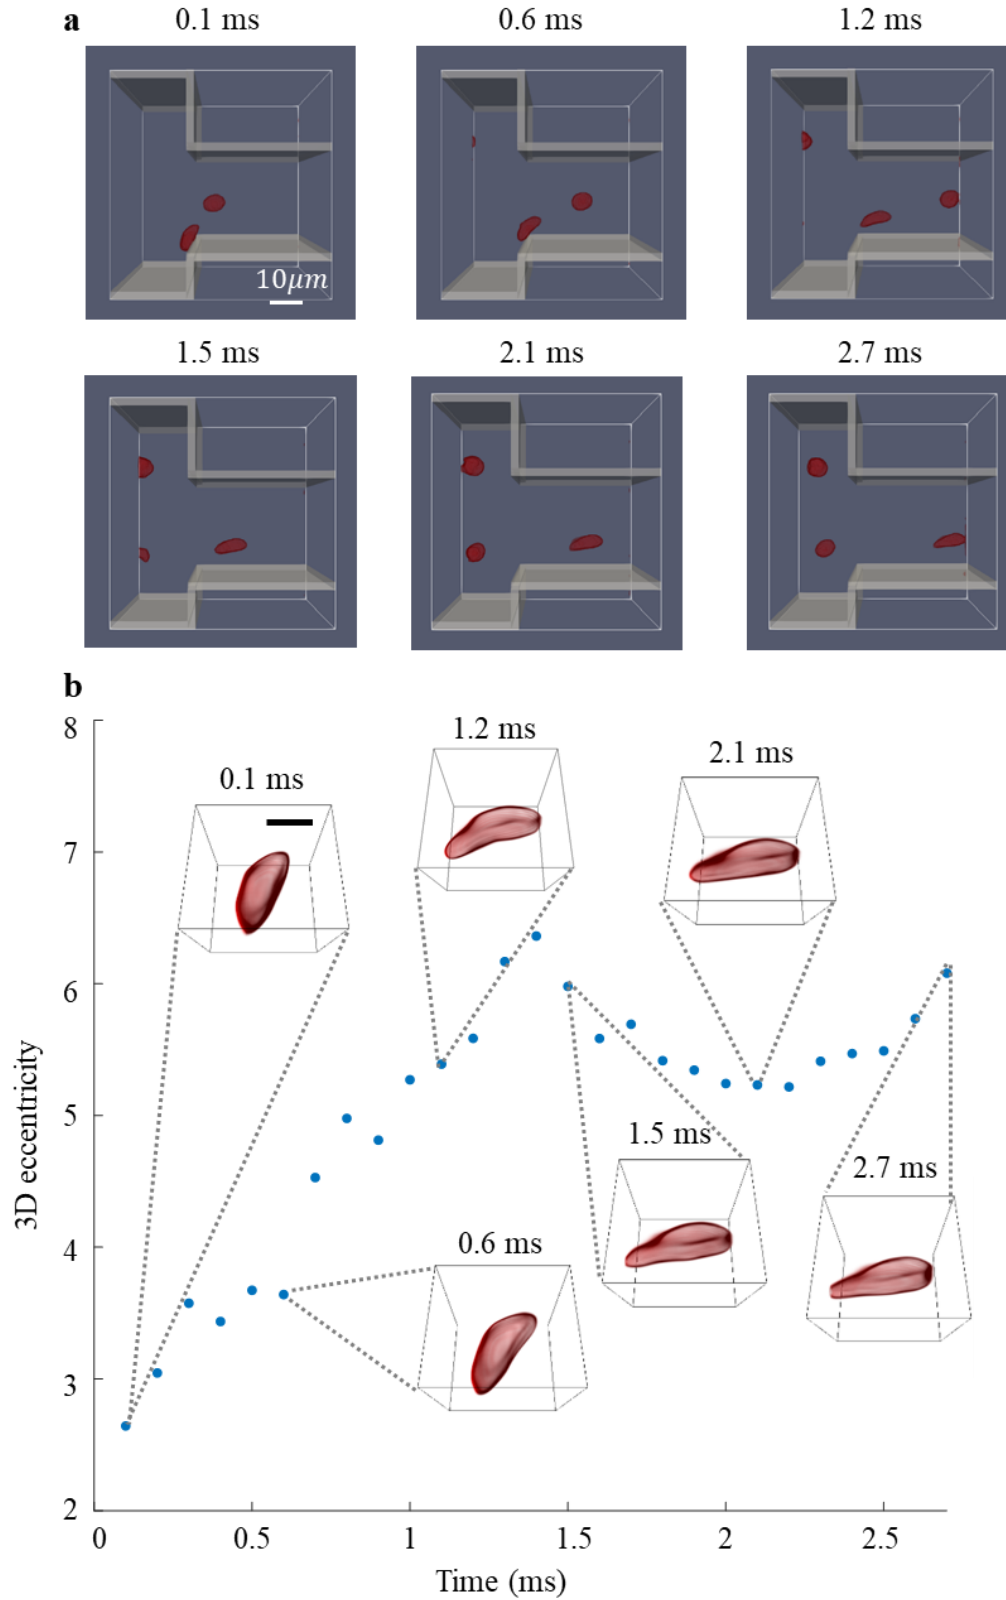 a
0.1 ms
0.6 ms
1.2 ms
10μm
1.5 ms
2.1 ms
2.7 ms
b
8
7
6
5
4
3
2
3D eccentricity
0.1 ms
1.2 ms
2.1 ms
1.5 ms
2.7 ms
0.6 ms
0
0.5
1
1.5
2
2.5
Time (ms)